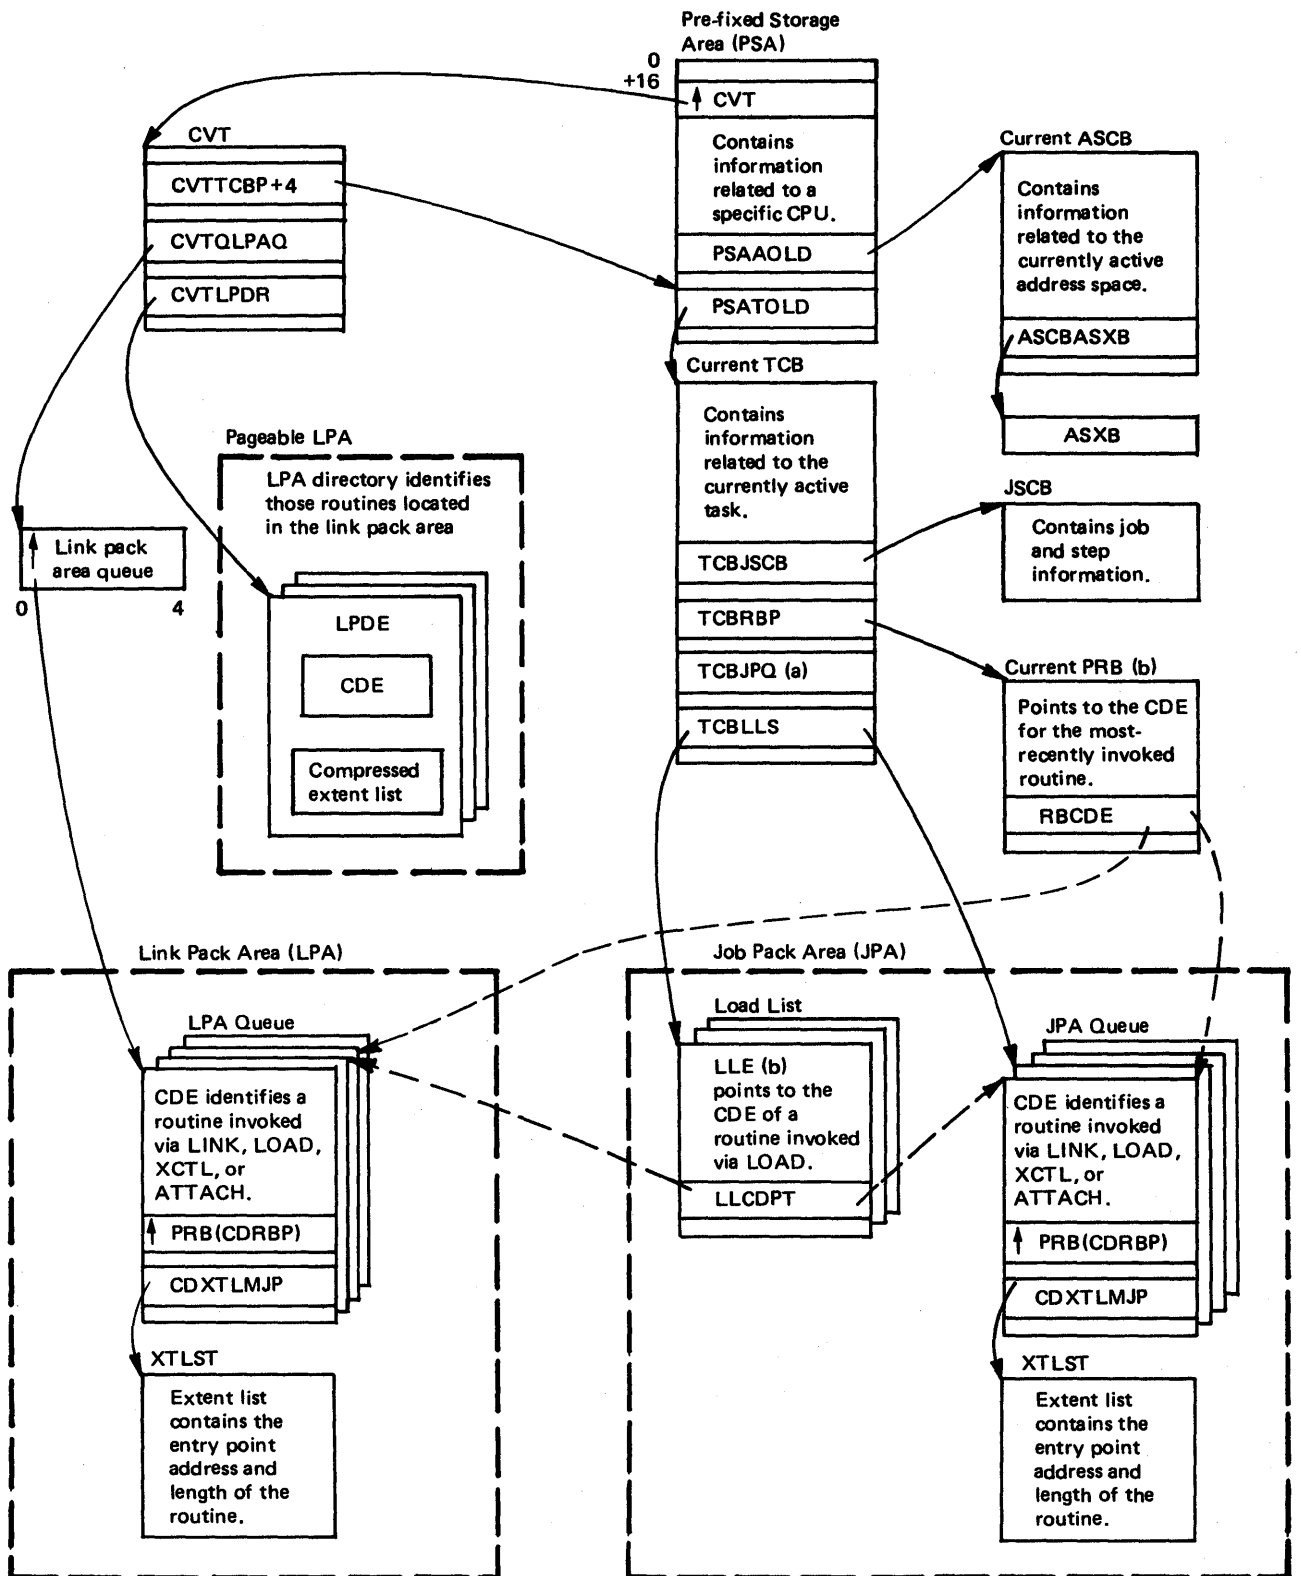 Pre-fixed Storage
Area (PSA)
0
+16
CVT
Contains
information
related to a
specific CPU.
PSAAOLD
PSATOLD
CVT
CVTTCBP+4
CVTQLPAQ
CVTLPDR
Current ASCB
Contains
information
related to the
currently active
address space.
ASCBASXB
ASXB
Current TCB
Contains
information
related to the
currently active
task.
TCBJSCB
TCBRBP
TCBJPQ (a)
TCBLLS
JSCB
Contains job
and step
information.
Pageable LPA
LPA directory identifies
those routines located
in the link pack area
LPDE
CDE
Compressed
extent list
Link pack
area queue
0
4
Current PRB (b)
Points to the CDE
for the most-
recently invoked
routine.
RBCDE
Link Pack Area (LPA)
LPA Queue
CDE identifies a
routine invoked
via LINK, LOAD,
XCTL, or
ATTACH.
PRB(CDRBP)
CDXTLMJP
XTLST
Extent list
contains the
entry point
address and
length of the
routine.
Job Pack Area (JPA)
Load List
LLE (b)
points to the
CDE of a
routine invoked
via LOAD.
LLCDPT
JPA Queue
CDE identifies a
routine invoked
via LINK, LOAD,
XCTL, or
ATTACH.
PRB(CDRBP)
CDXTLMJP
XTLST
Extent list
contains the
entry point
address and
length of the
routine.